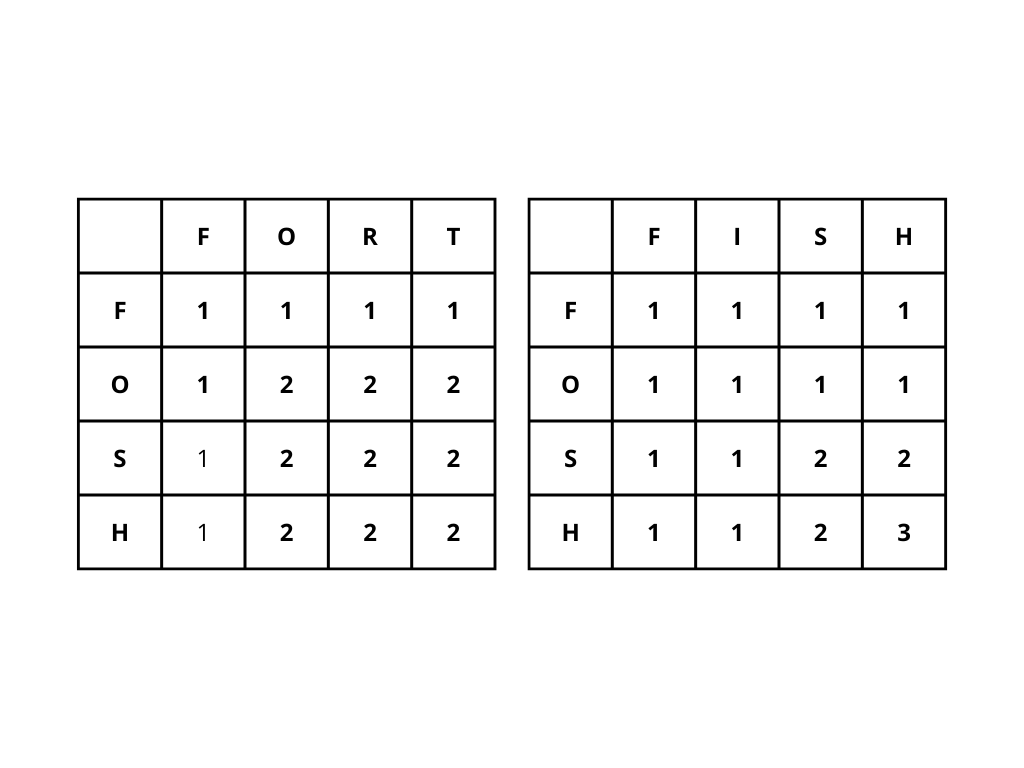 F O R T
F 1 1 1 1
O 1 2 2 2
S 1 2 2 2
H 1 2 2 2
F I S H
F 1 1 1 1
O 1 1 1 1
S 1 1 2 2
H 1 1 2 3